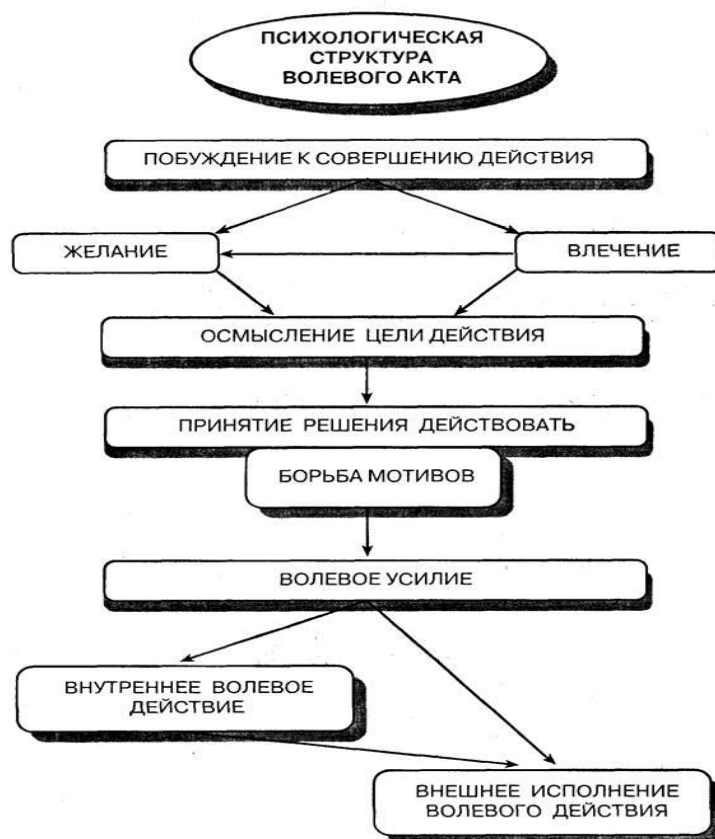 ПСИХОЛОГИЧЕСКАЯ
СТРУКТУРА
ВОЛЕВОГО АКТА
ПОБУЖДЕНИЕ К СОВЕРШЕНИЮ ДЕЙСТВИЯ
ЖЕЛАНИЕ
ВЛЕЧЕНИЕ
ОСМЫСЛЕНИЕ ЦЕЛИ ДЕЙСТВИЯ
ПРИНЯТИЕ РЕШЕНИЯ ДЕЙСТВОВАТЬ
БОРЬБА МОТИВОВ
ВОЛЕВОЕ УСИЛИЕ
ВНУТРЕННЕЕ ВОЛЕВОЕ
ДЕЙСТВИЕ
ВНЕШНЕЕ ИСПОЛНЕНИЕ
ВОЛЕВОГО ДЕЙСТВИЯ